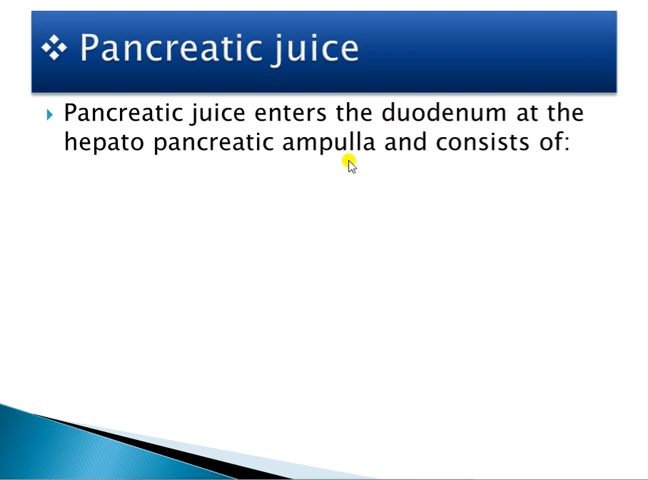 Pancreatic juice
Pancreatic juice enters the duodenum at the
hepato pancreatic ampulla and consists of: